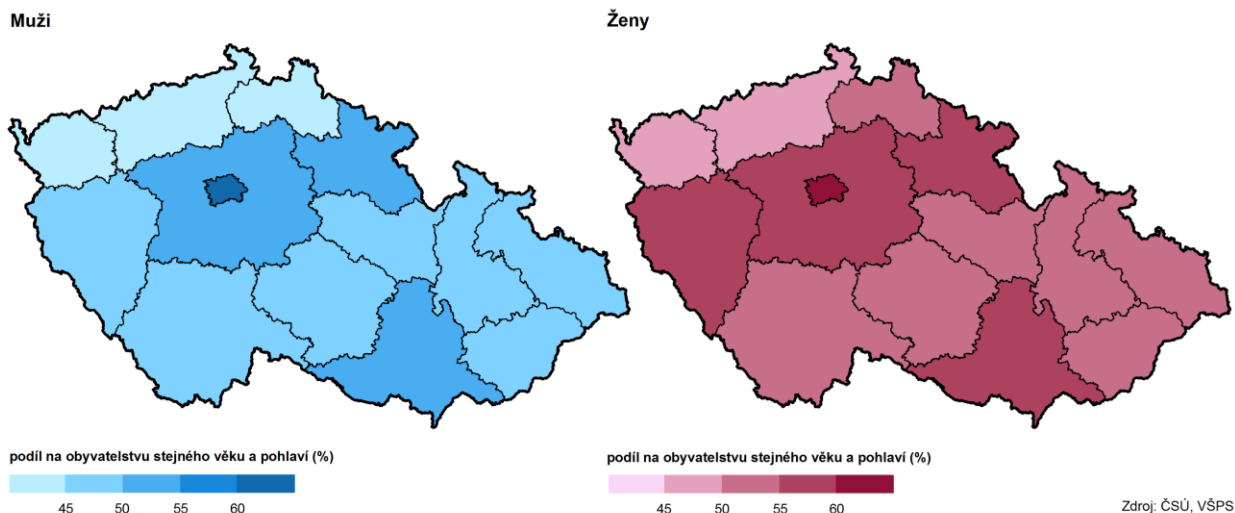 Muži
Ženy
podíl na obyvatelstvu stejného věku a pohlaví (%)
45 50 55 60
podíl na obyvatelstvu stejného věku a pohlaví (%)
45 50 55 60
Zdroj: ČSÚ, VŠPS